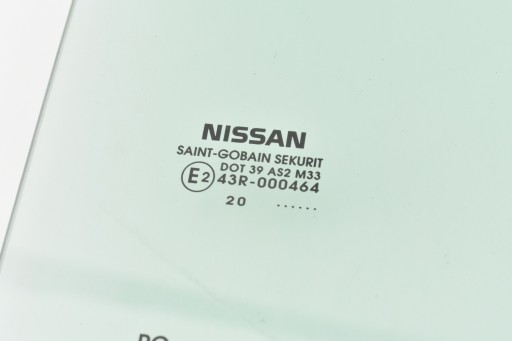 NISSAN
SAINT-GOBAIN SEKURIT
DOT 39 AS2 M33
E2 43R-000464
20 ......